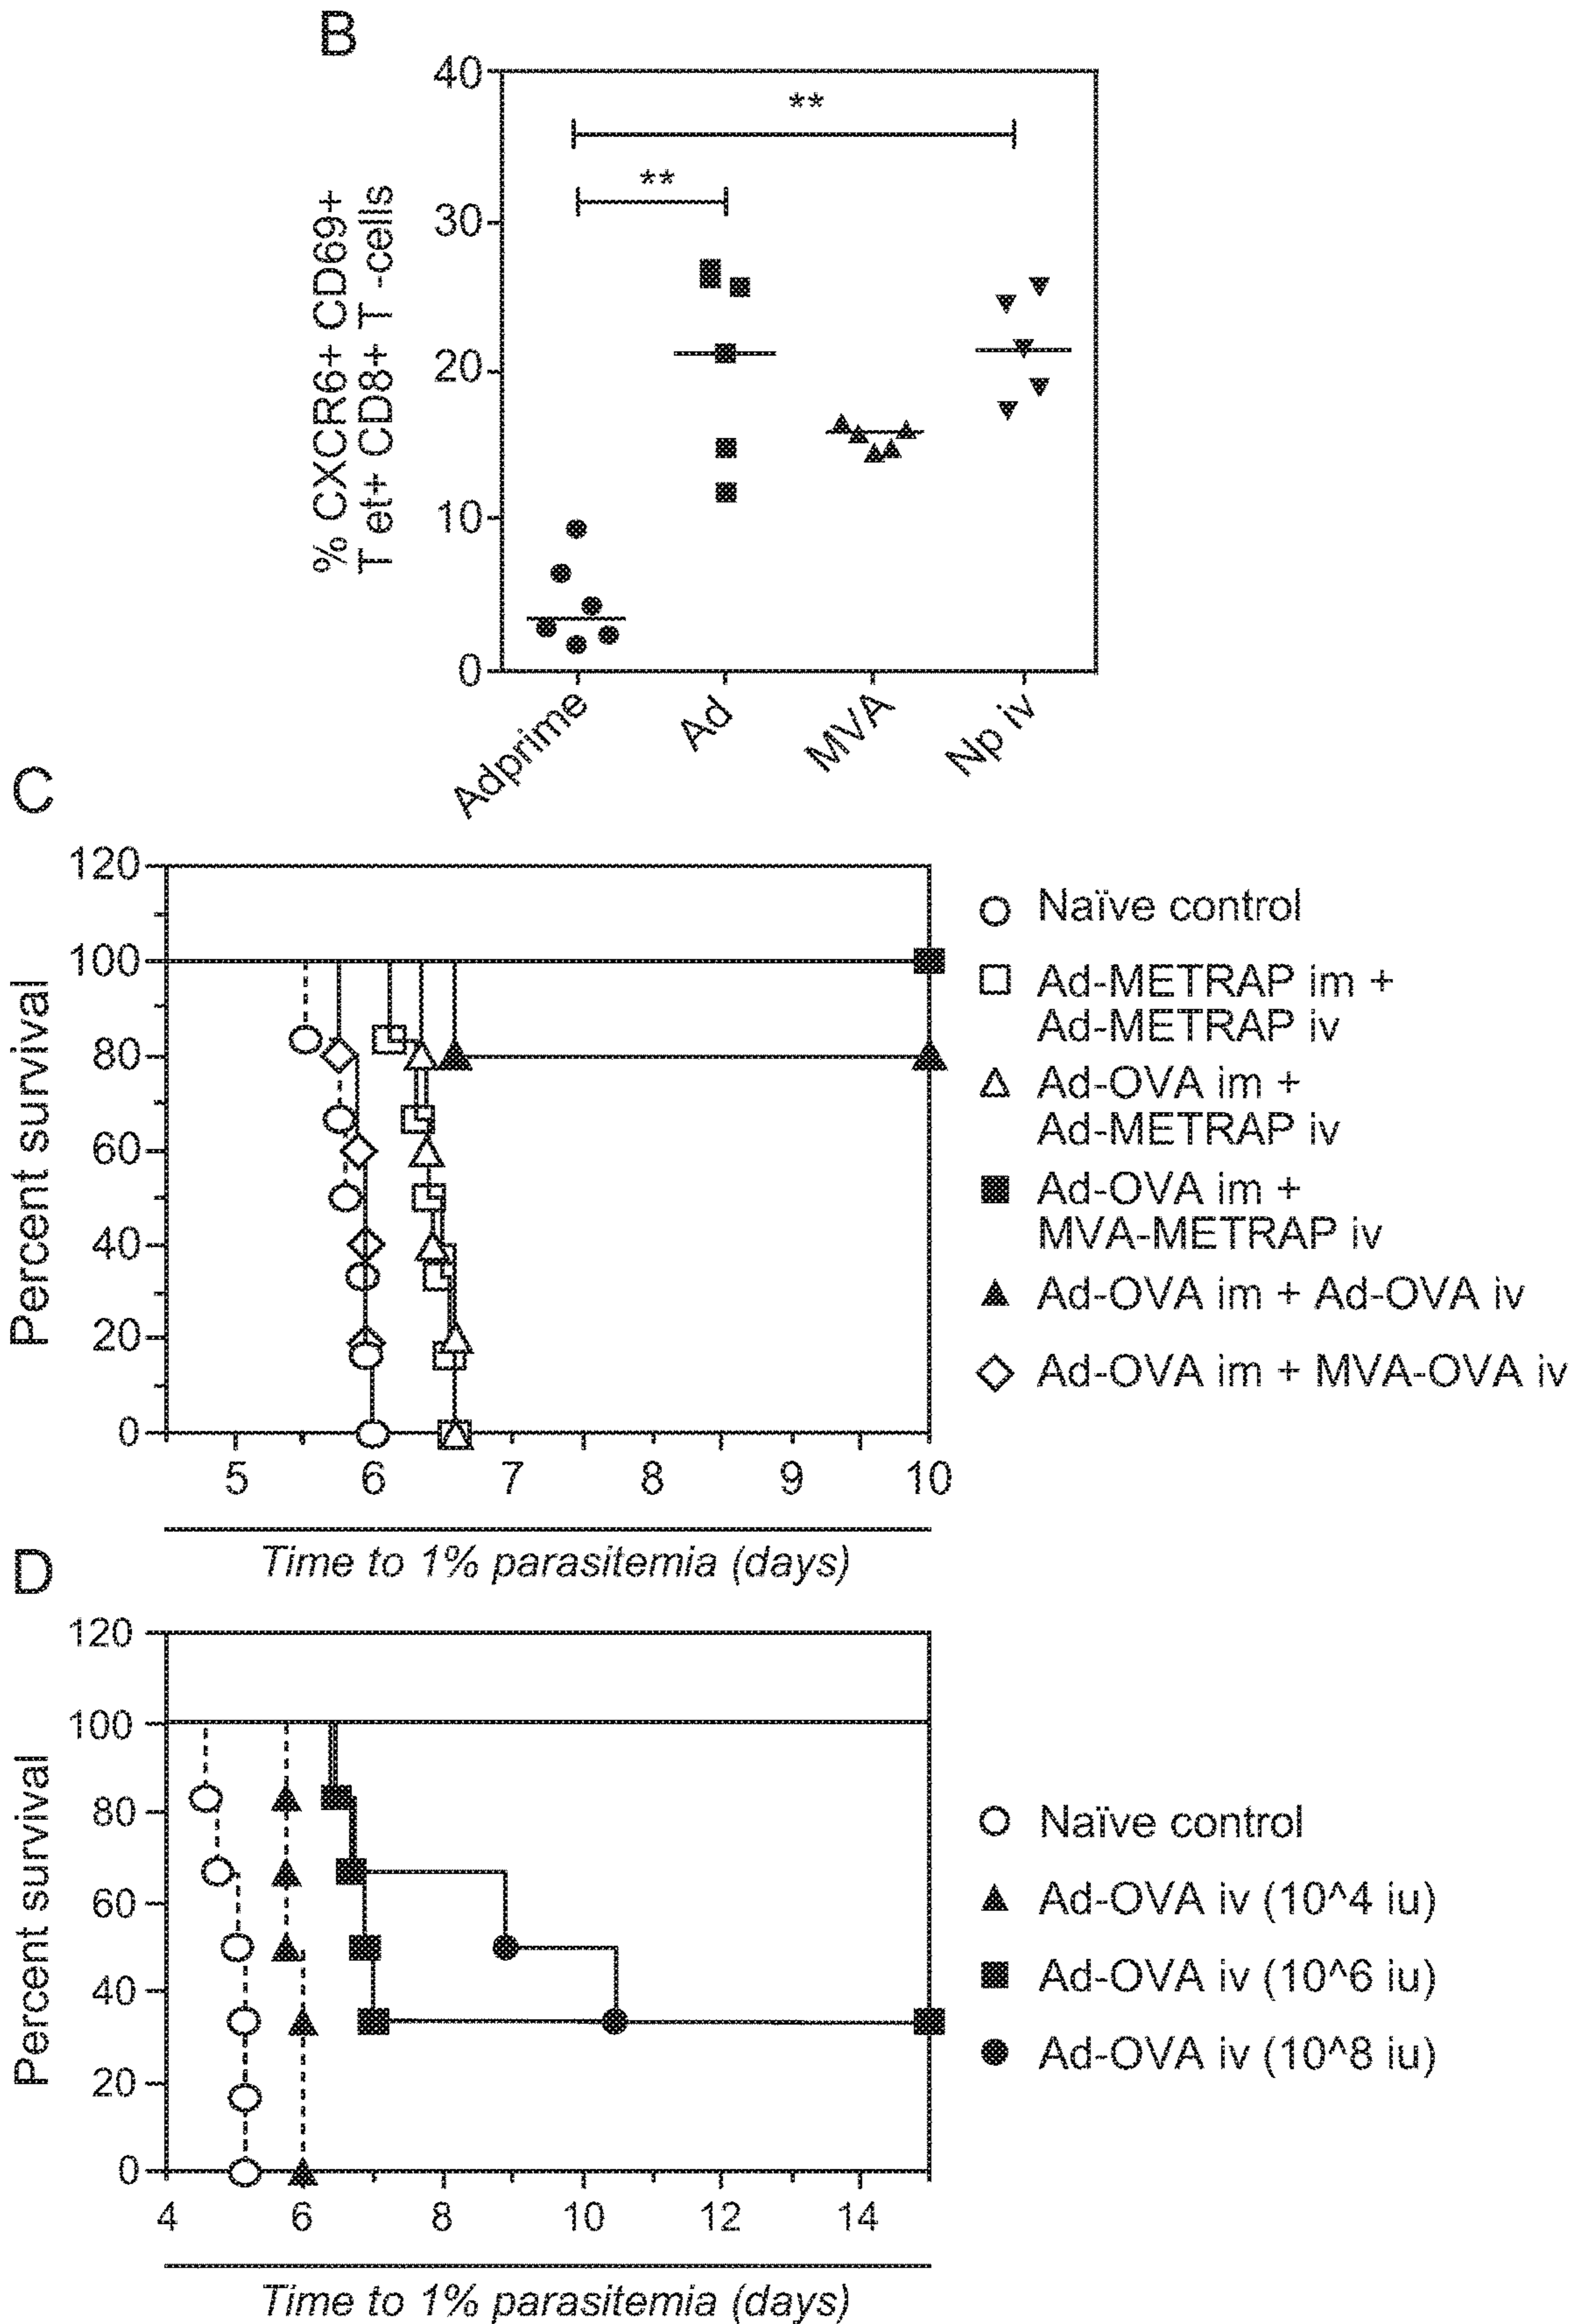 B
40
30
20
10
0
% CXCR6+ CD69+
T et+ CD8+ T -cells
**
**
Adprime
Ad
MVA
Np iv
C
120
100
80
60
40
20
0
Percent survival
5
6
7
8
9
10
Time to 1% parasitemia (days)
Naïve control
Ad-METRAP im +
Ad-METRAP iv
Ad-OVA im +
Ad-METRAP iv
Ad-OVA im +
MVA-METRAP iv
Ad-OVA im + Ad-OVA iv
Ad-OVA im + MVA-OVA iv
D
120
100
80
60
40
20
0
Percent survival
4
6
8
10
12
14
Time to 1% parasitemia (days)
Naïve control
Ad-OVA iv (10^4 iu)
Ad-OVA iv (10^6 iu)
Ad-OVA iv (10^8 iu)